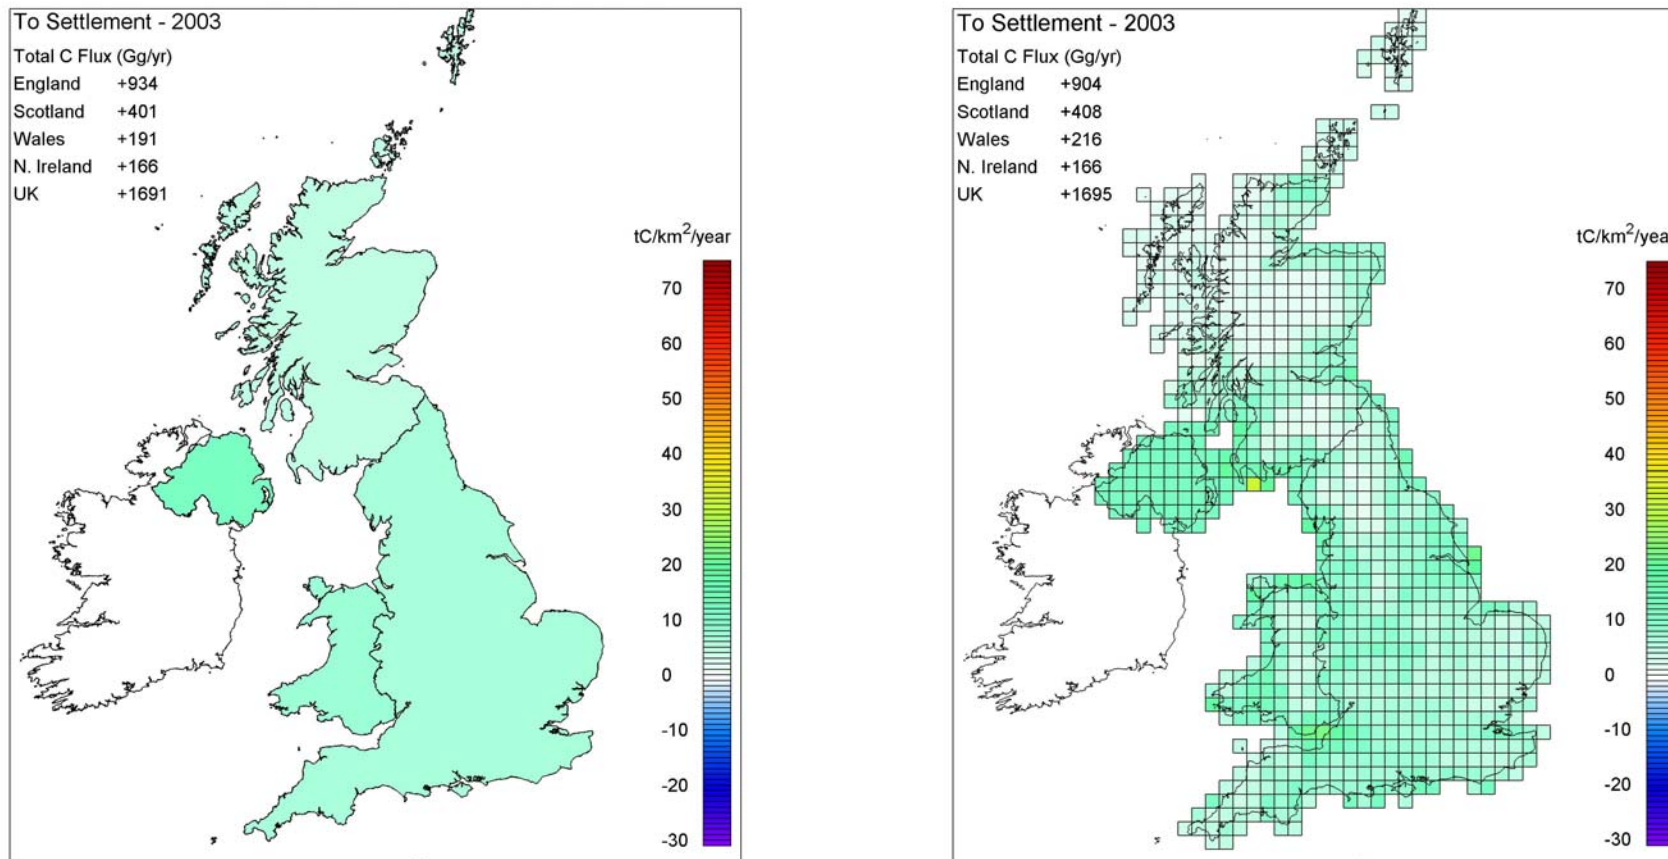 To Settlement - 2003
Total C Flux (Gg/yr)
England +934
Scotland +401
Wales +191
N. Ireland +166
UK +1691
tC/km²/year
70
60
50
40
30
20
10
0
-10
-20
-30
To Settlement - 2003
Total C Flux (Gg/yr)
England +904
Scotland +408
Wales +216
N. Ireland +166
UK +1695
tC/km²/year
70
60
50
40
30
20
10
0
-10
-20
-30